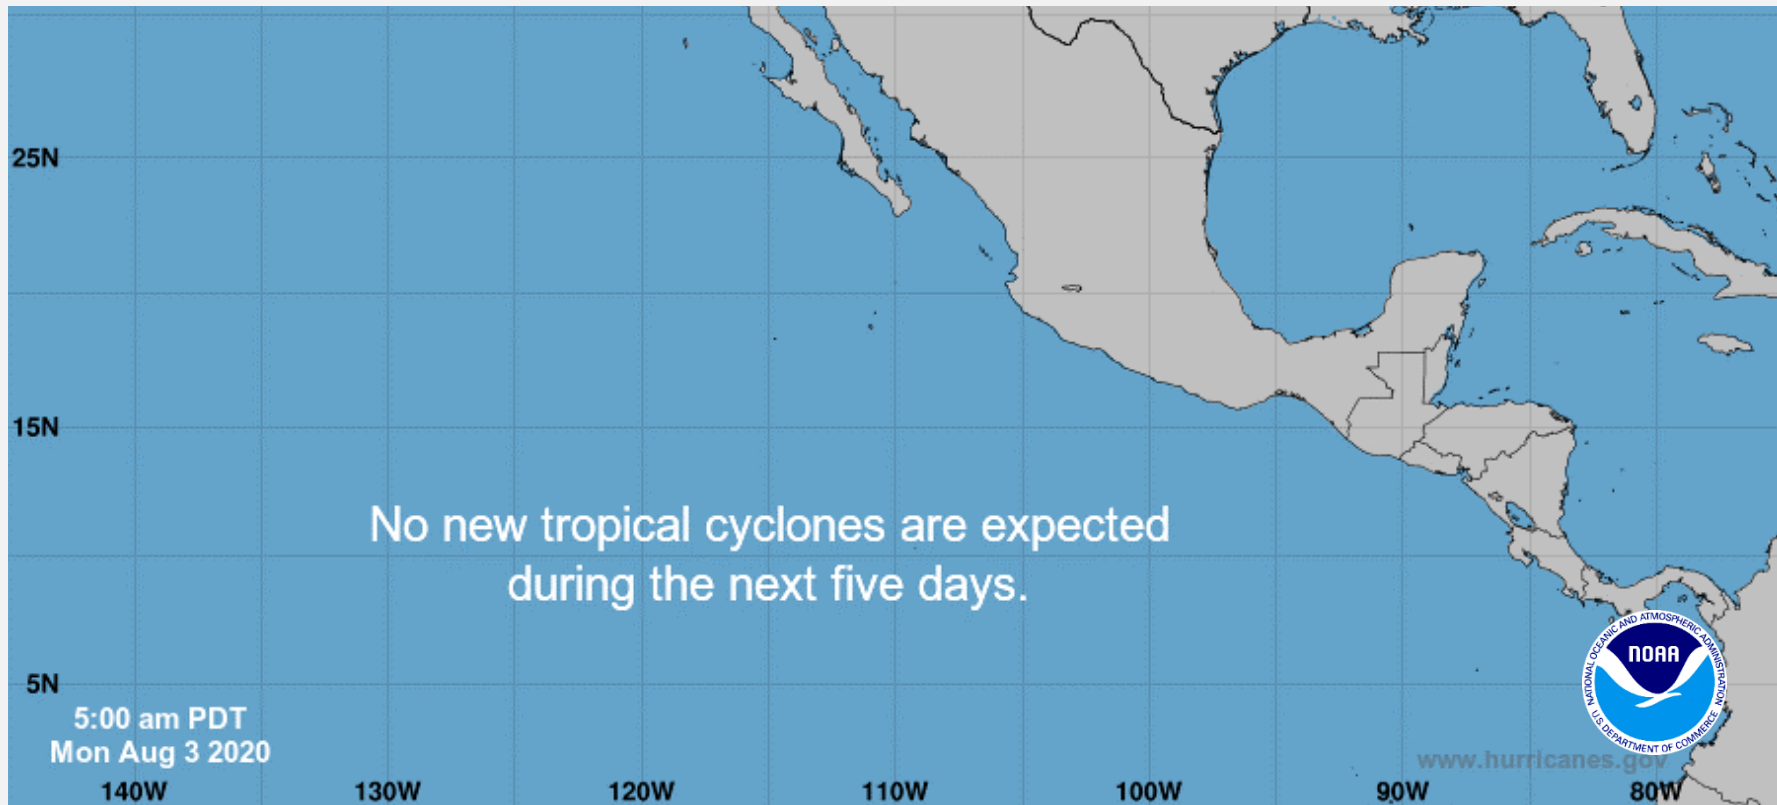 25N
15N
No new tropical cyclones are expected
during the next five days.
5N
NATIONAL OCEANIC AND ATMOSPHERIC ADMINISTRATION
NOAA
U.S. DEPARTMENT OF COMMERCE
5:00 am PDT
Mon Aug 3 2020
www.hurricanes.gov
140W 130W 120W 110W 100W 90W 80W